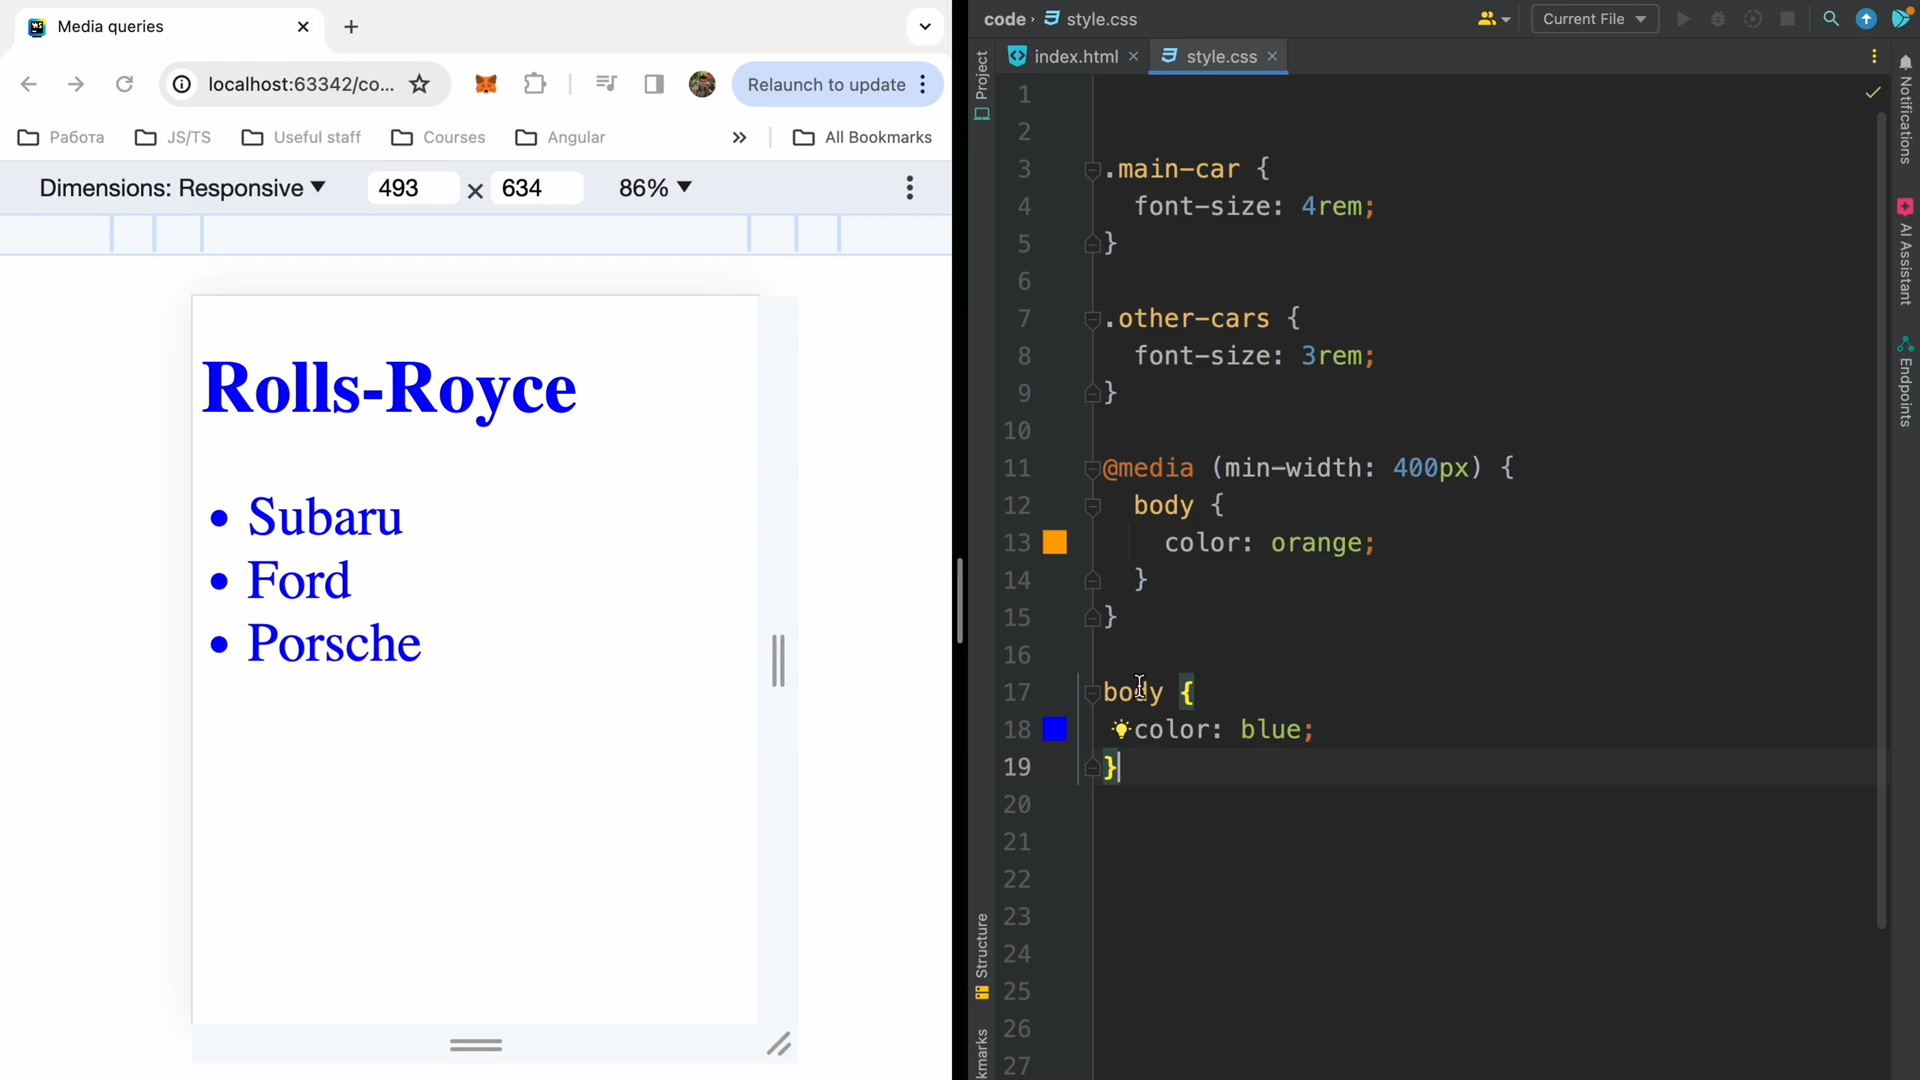 Media queries
localhost:63342/co...
Relaunch to update
Работа
JS/TS
Useful staff
Courses
Angular
»
All Bookmarks
Dimensions: Responsive
493 × 634
86%
Rolls-Royce
• Subaru
• Ford
• Porsche
code › style.css
Current File
index.html
style.css
Project
Structure
kmarks
1
2
3 .main-car {
4 font-size: 4rem;
5 }
6
7 .other-cars {
8 font-size: 3rem;
9 }
10
11 @media (min-width: 400px) {
12 body {
13 color: orange;
14 }
15 }
16
17 body {
18 color: blue;
19 }
20
21
22
23
24
25
26
27
Notifications
AI Assistant
Endpoints